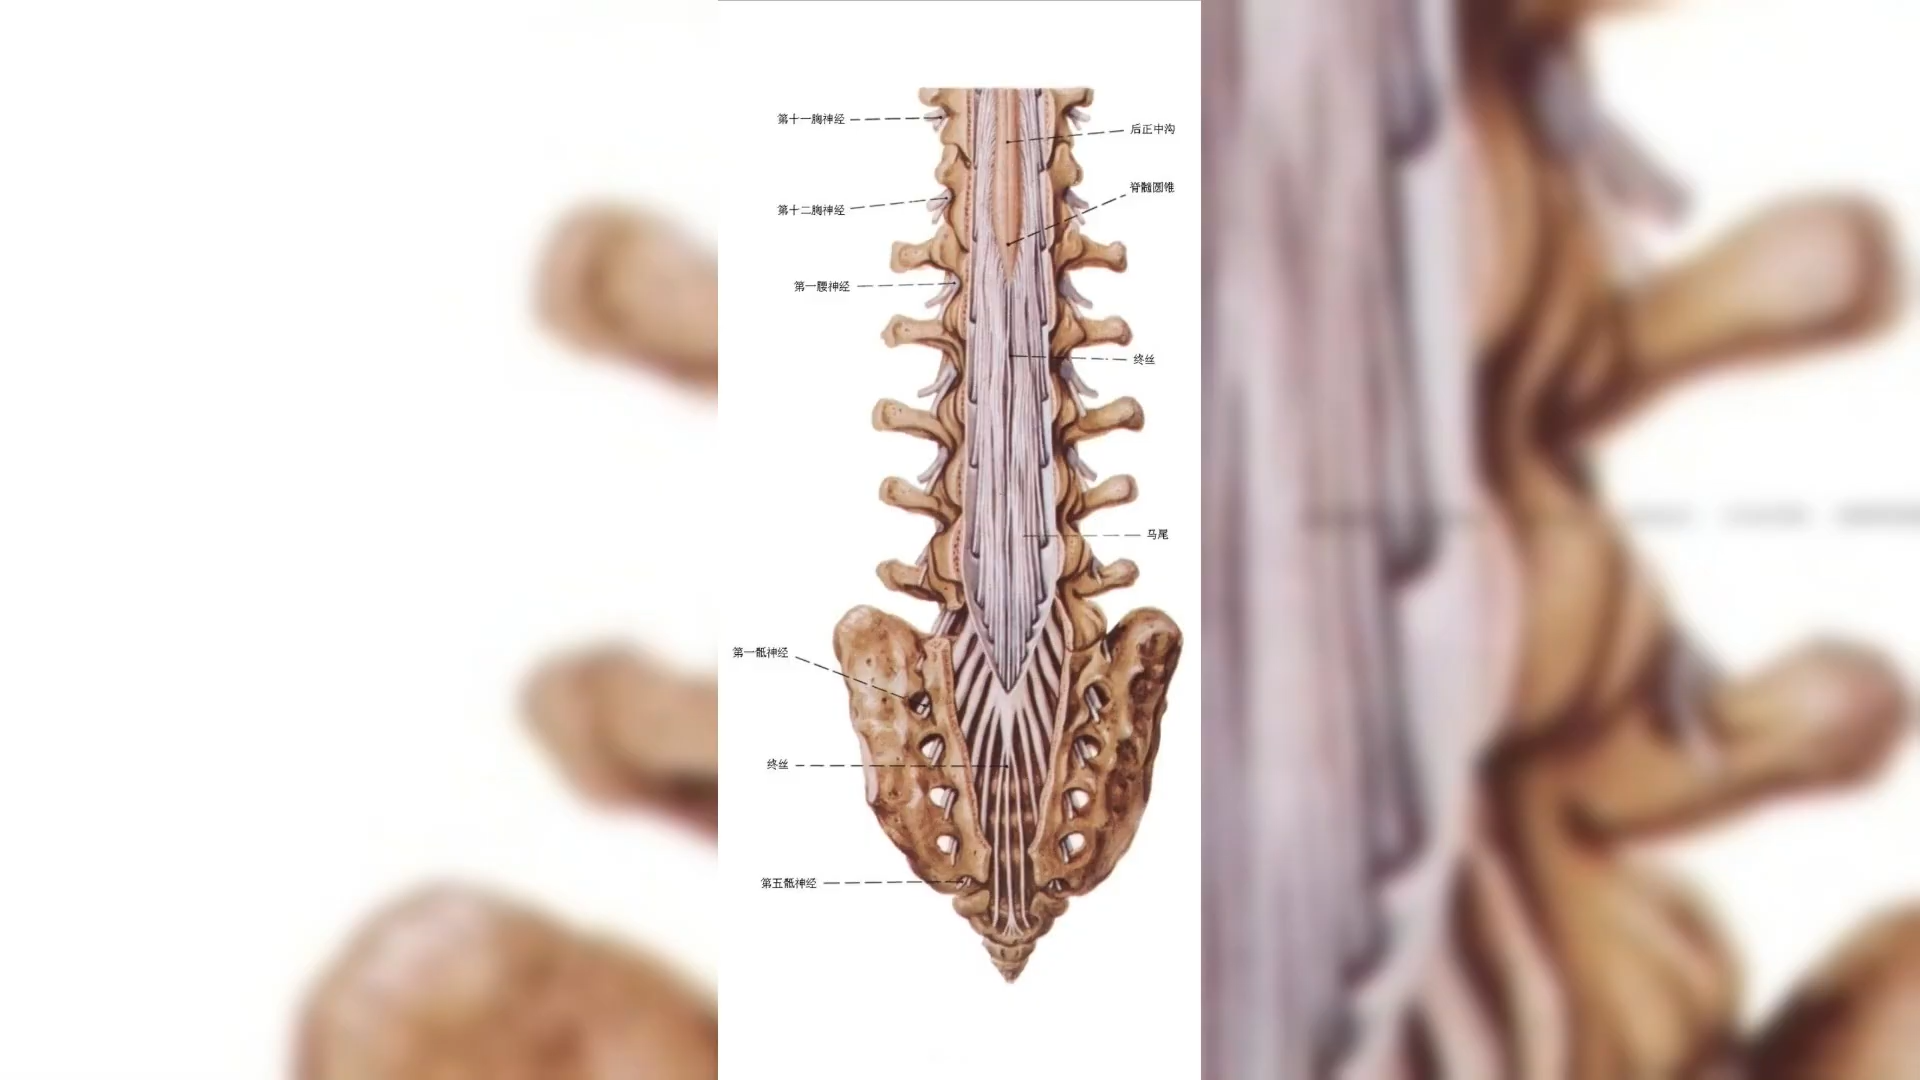 第十一胸神经
后正中沟
脊髓圆锥
第十二胸神经
第一腰神经
终丝
马尾
第一骶神经
终丝
第五骶神经